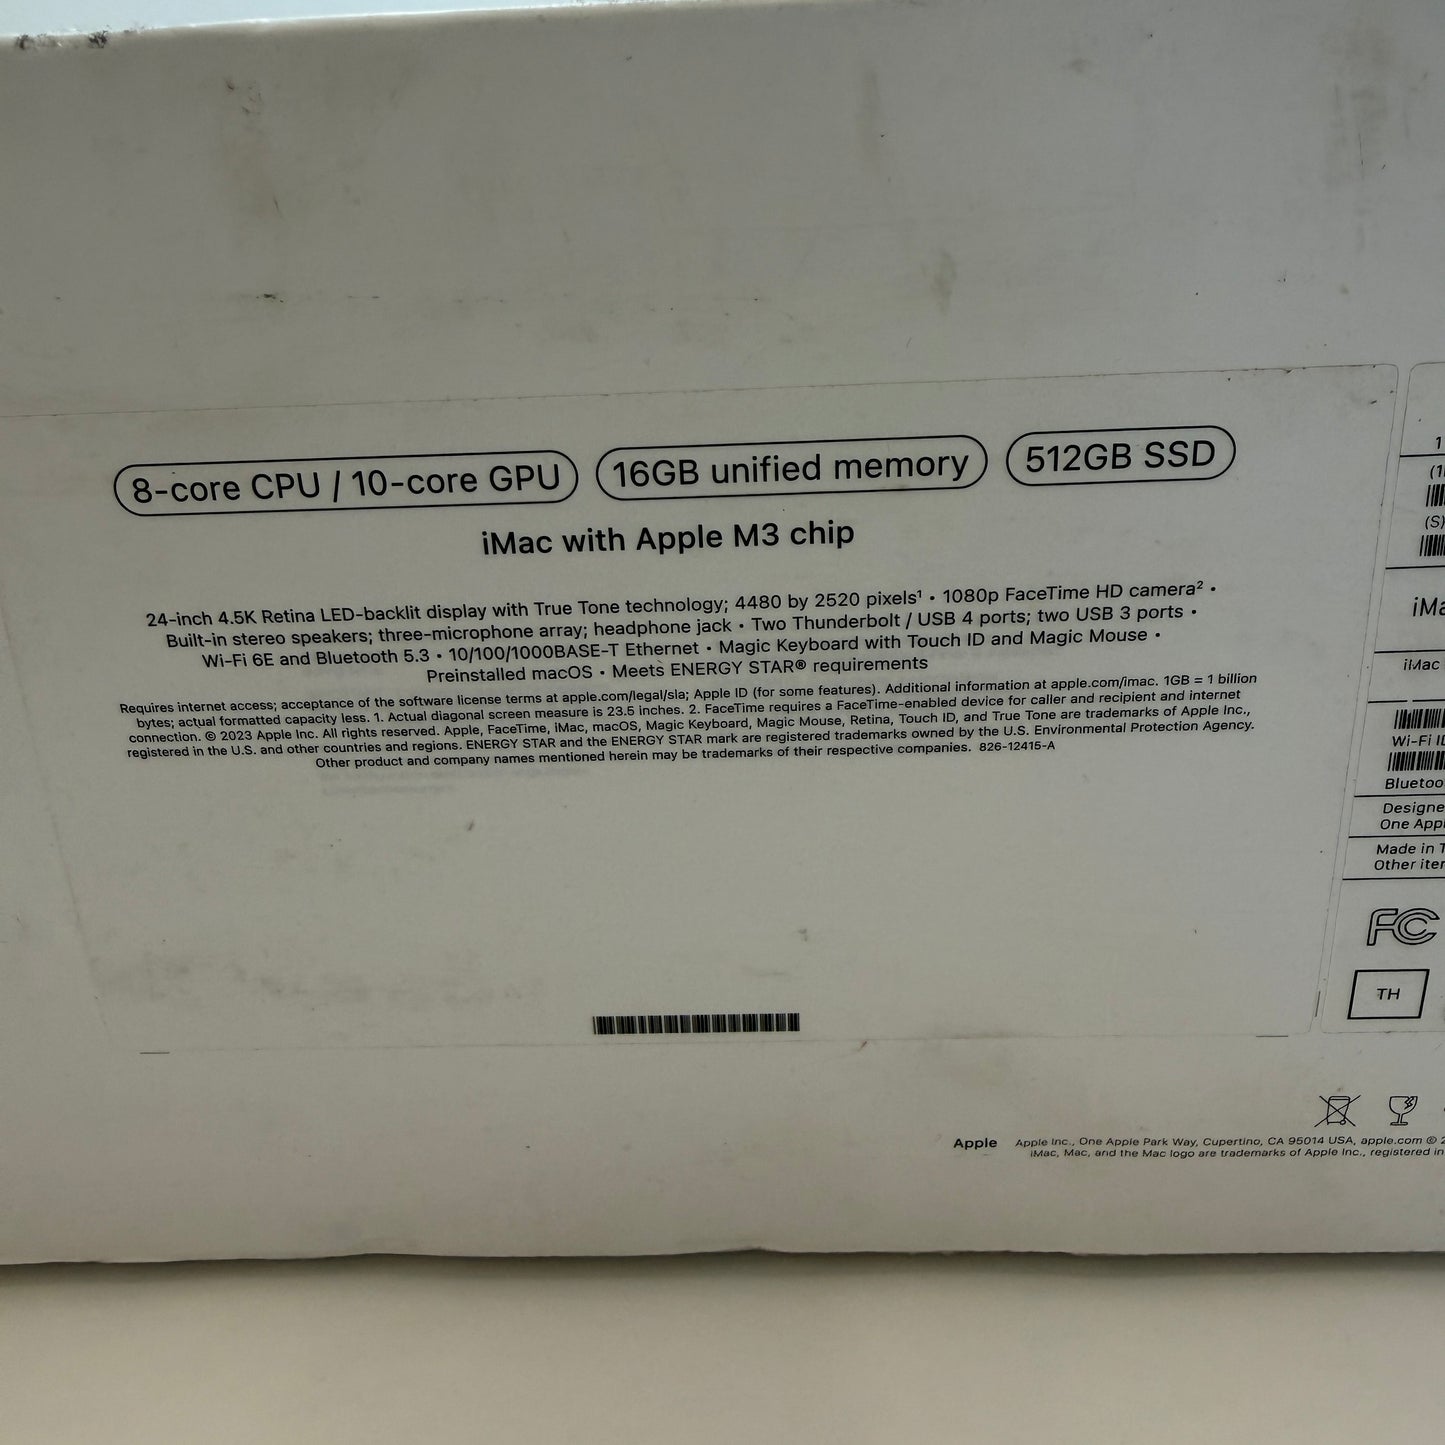 8-core CPU / 10-core GPU
16GB unified memory
512GB SSD
iMac with Apple M3 chip
24-inch 4.5K Retina LED-backlit display with True Tone technology; 4480 by 2520 pixels¹ • 1080p FaceTime HD camera² •
Built-in stereo speakers; three-microphone array; headphone jack • Two Thunderbolt / USB 4 ports; two USB 3 ports •
Wi-Fi 6E and Bluetooth 5.3 • 10/100/1000BASE-T Ethernet • Magic Keyboard with Touch ID and Magic Mouse •
Preinstalled macOS • Meets ENERGY STAR® requirements
Requires internet access; acceptance of the software license terms at apple.com/legal/sla; Apple ID (for some features). Additional information at apple.com/imac. 1GB = 1 billion
bytes; actual formatted capacity less. 1. Actual diagonal screen measure is 23.5 inches. 2. FaceTime requires a FaceTime-enabled device for caller and recipient and internet
connection. © 2023 Apple Inc. All rights reserved. Apple, FaceTime, iMac, macOS, Magic Keyboard, Magic Mouse, Retina, Touch ID, and True Tone are trademarks of Apple Inc.,
registered in the U.S. and other countries and regions. ENERGY STAR and the ENERGY STAR mark are registered trademarks owned by the U.S. Environmental Protection Agency.
Other product and company names mentioned herein may be trademarks of their respective companies. 826-12415-A
1
(1
(S)
iMa
iMac
Wi-Fi
Bluetoo
Designe
One App
Made in T
Other iter
FC
TH
Apple Apple Inc., One Apple Park Way, Cupertino, CA 95014 USA, apple.com © 2
iMac, Mac, and the Mac logo are trademarks of Apple Inc., registered in